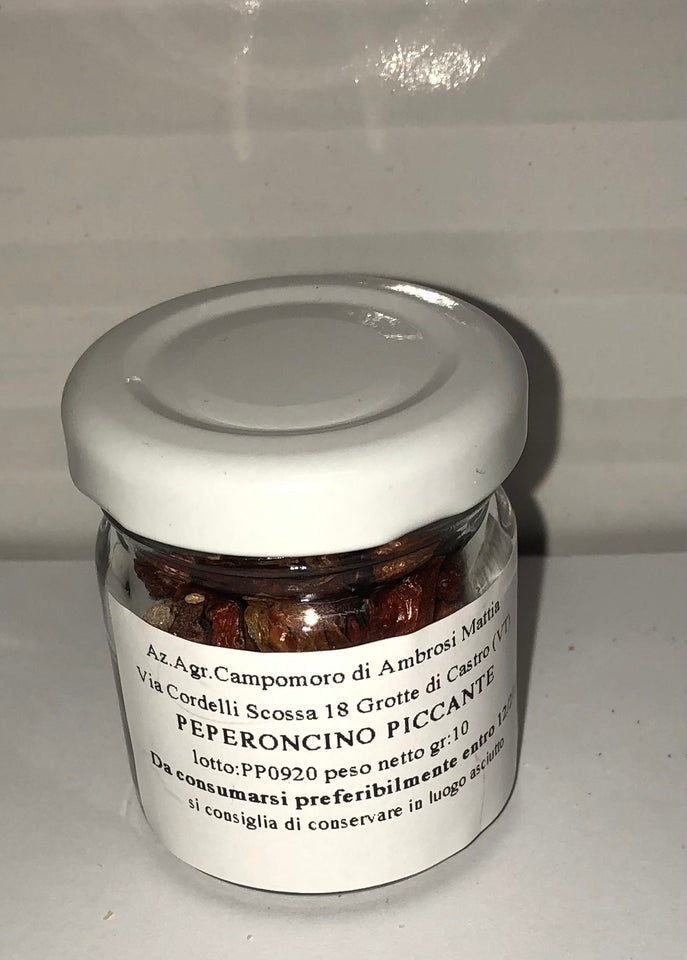 Az.Agr.Campomoro di Ambrosi Mattia
Via Cordelli Scossa 18 Grotte di Castro (VT)
PEPERONCINO PICCANTE
lotto:PP0920 peso netto gr:10
Da consumarsi preferibilmente entro
si consiglia di conservare in luogo asciutto